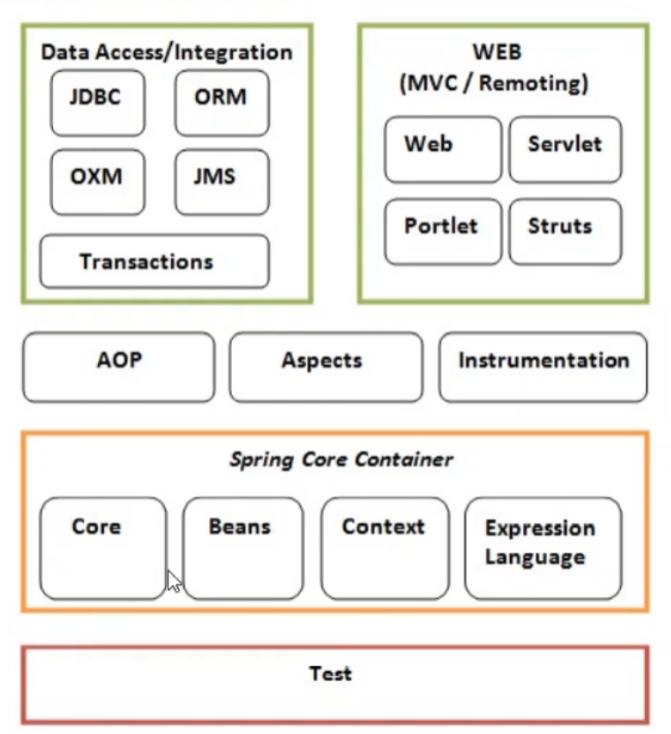 Data Access/Integration
JDBC
ORM
OXM
JMS
Transactions
WEB
(MVC / Remoting)
Web
Servlet
Portlet
Struts
AOP
Aspects
Instrumentation
Spring Core Container
Core
Beans
Context
Expression
Language
Test